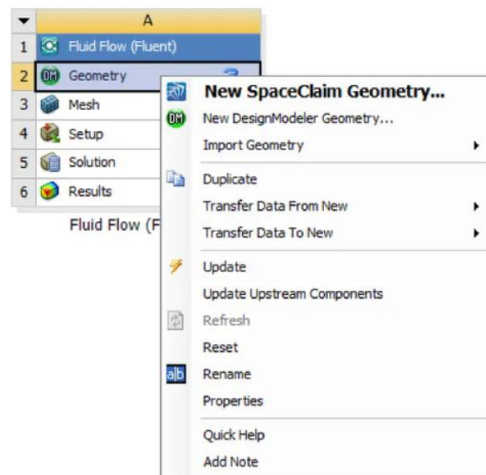 A
1 Fluid Flow (Fluent)
2 DM Geometry ?
3 Mesh
4 Setup
5 Solution
6 Results
Fluid Flow (F
New SpaceClaim Geometry...
DM New DesignModeler Geometry...
Import Geometry
Duplicate
Transfer Data From New
Transfer Data To New
Update
Update Upstream Components
Refresh
Reset
a|b Rename
Properties
Quick Help
Add Note